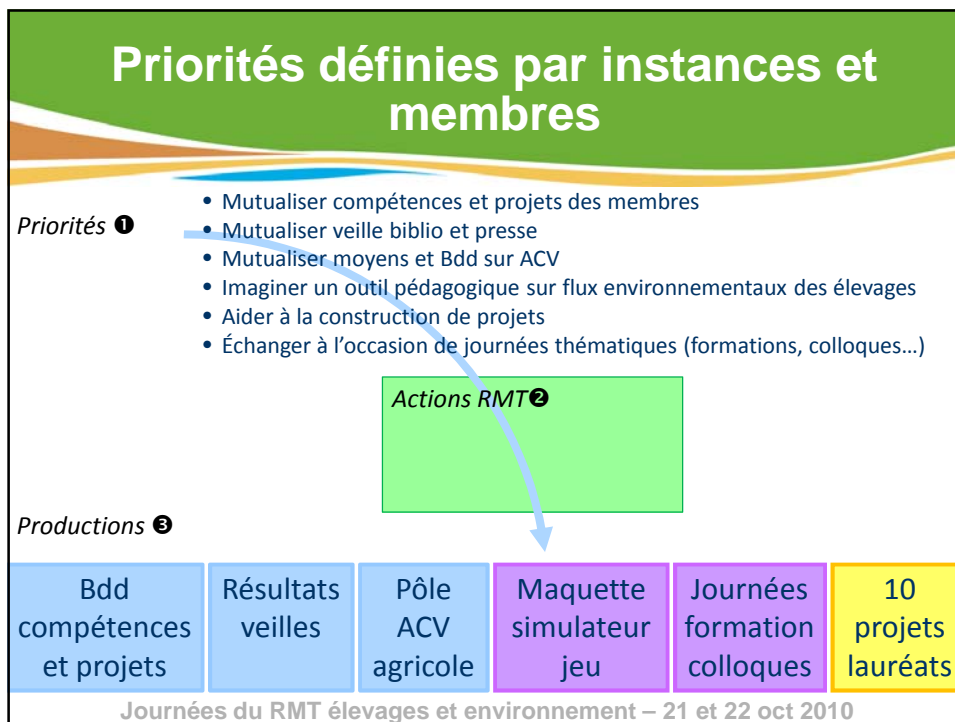 Priorités définies par instances et
membres
Priorités ❶
• Mutualiser compétences et projets des membres
• Mutualiser veille biblio et presse
• Mutualiser moyens et Bdd sur ACV
• Imaginer un outil pédagogique sur flux environnementaux des élevages
• Aider à la construction de projets
• Échanger à l’occasion de journées thématiques (formations, colloques…)
Actions RMT❷
Productions ❸
Bdd
compétences
et projets
Résultats
veilles
Pôle
ACV
agricole
Maquette
simulateur
jeu
Journées
formation
colloques
10
projets
lauréats
Journées du RMT élevages et environnement – 21 et 22 oct 2010